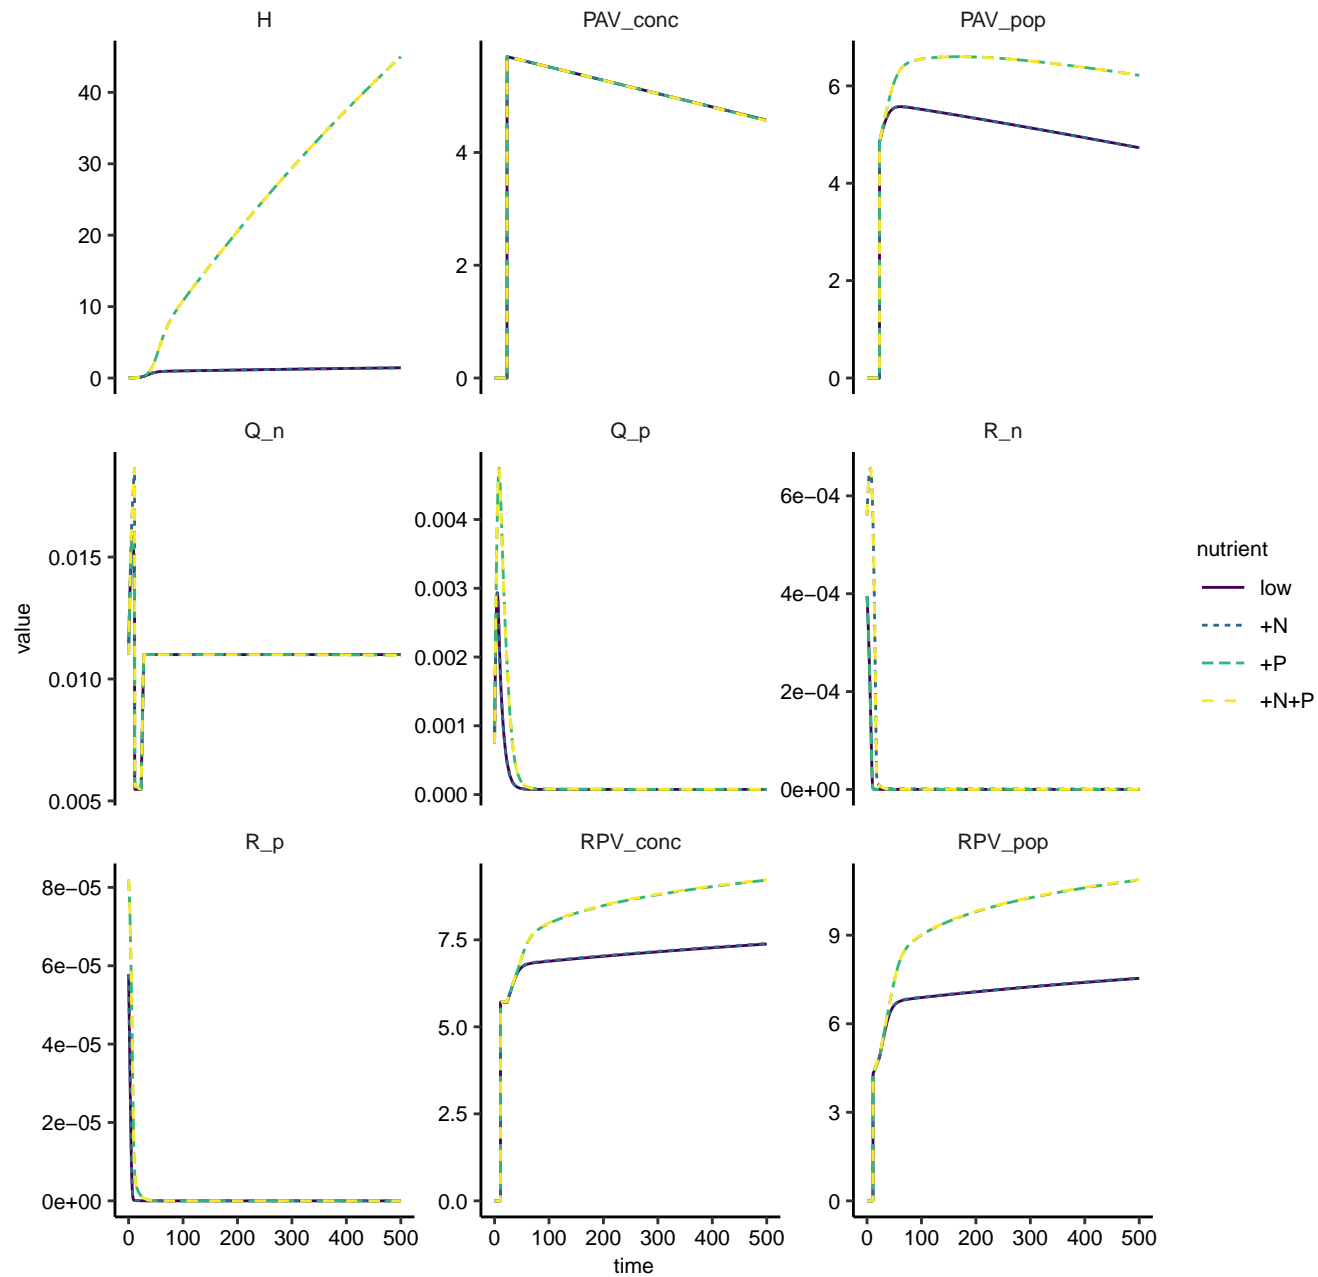 H
PAV_conc
PAV_pop
40
30
20
10
0
4
2
0
6
4
2
0
Q_n
Q_p
R_n
0.015
0.010
0.005
0.004
0.003
0.002
0.001
0.000
6e−04
4e−04
2e−04
0e+00
R_p
RPV_conc
RPV_pop
8e−05
6e−05
4e−05
2e−05
0e+00
7.5
5.0
2.5
0.0
9
6
3
0
0 100 200 300 400 500
0 100 200 300 400 500
0 100 200 300 400 500
time
value
nutrient
low
+N
+P
+N+P